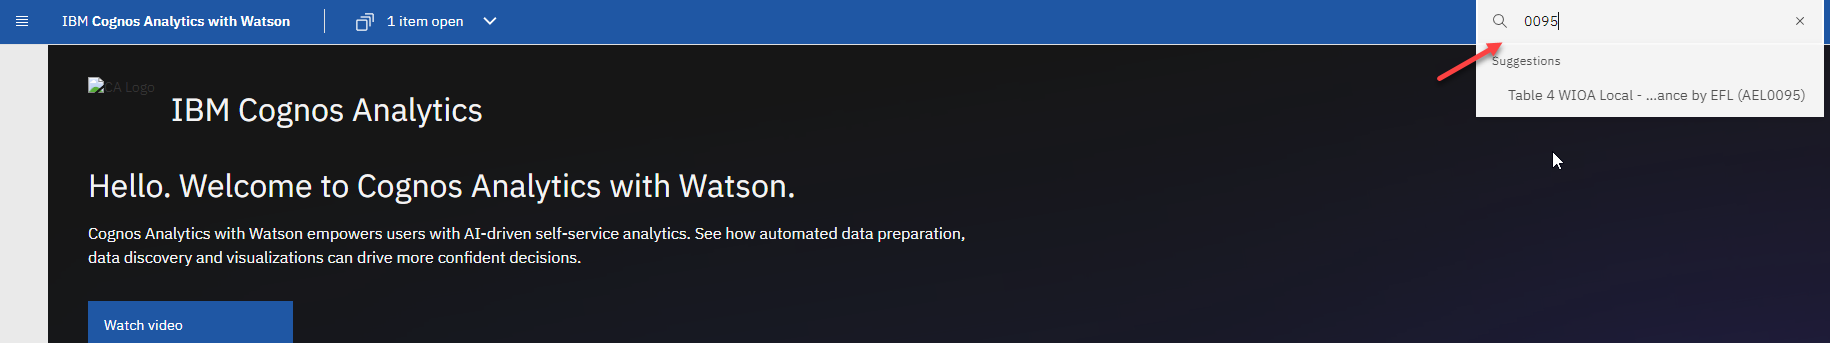 IBM Cognos Analytics with Watson
1 item open
0095
Suggestions
Table 4 WIOA Local - ...ance by EFL (AEL0095)
CA Logo
IBM Cognos Analytics
Hello. Welcome to Cognos Analytics with Watson.
Cognos Analytics with Watson empowers users with AI-driven self-service analytics. See how automated data preparation,
data discovery and visualizations can drive more confident decisions.
Watch video